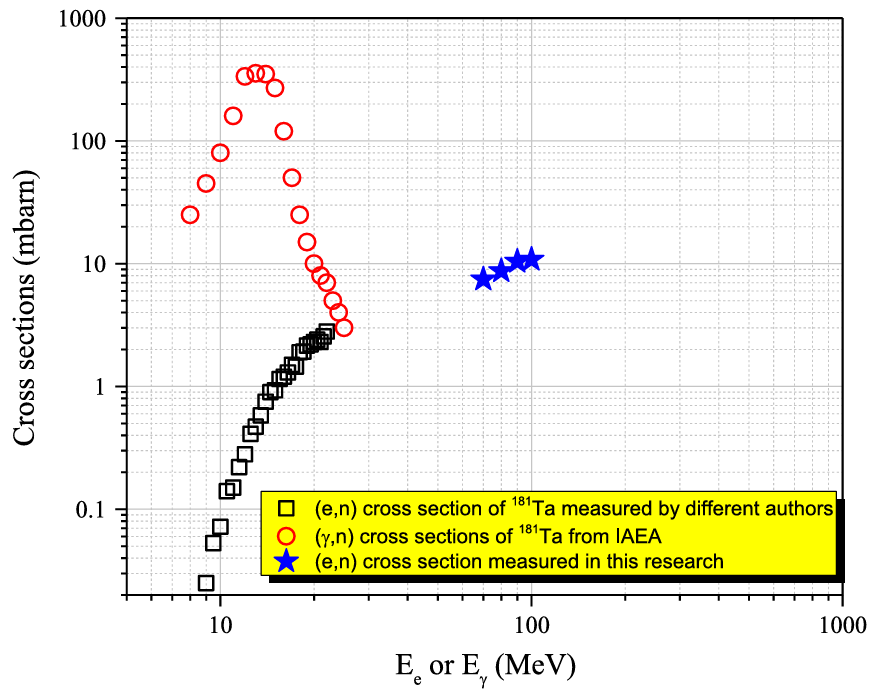 1000
100
10
1
0.1
Cross sections (mbarn)
(e,n) cross section of ¹⁸¹Ta measured by different authors
(γ,n) cross sections of ¹⁸¹Ta from IAEA
(e,n) cross section measured in this research
10
100
1000
Eₑ or Eᵧ (MeV)